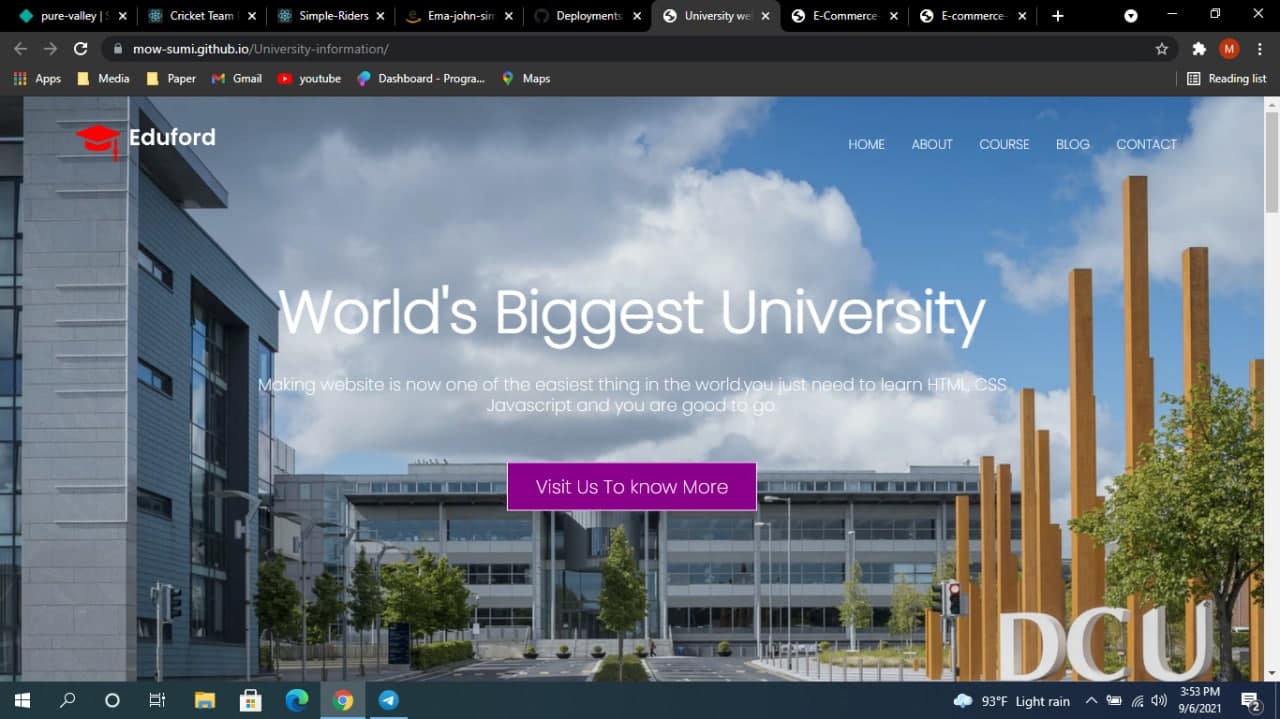 pure-valley | S
Cricket Team
Simple-Riders
Ema-john-sim
Deployments
University we
E-Commerce
E-commerce
mow-sumi.github.io/University-information/
M
Apps
Media
Paper
Gmail
youtube
Dashboard - Progra...
Maps
Reading list
Eduford
HOME
ABOUT
COURSE
BLOG
CONTACT
World's Biggest University
Making website is now one of the easiest thing in the world.you just need to learn HTML, CSS,
Javascript and you are good to go.
Visit Us To know More
DCU
93°F Light rain
3:53 PM
9/6/2021
2